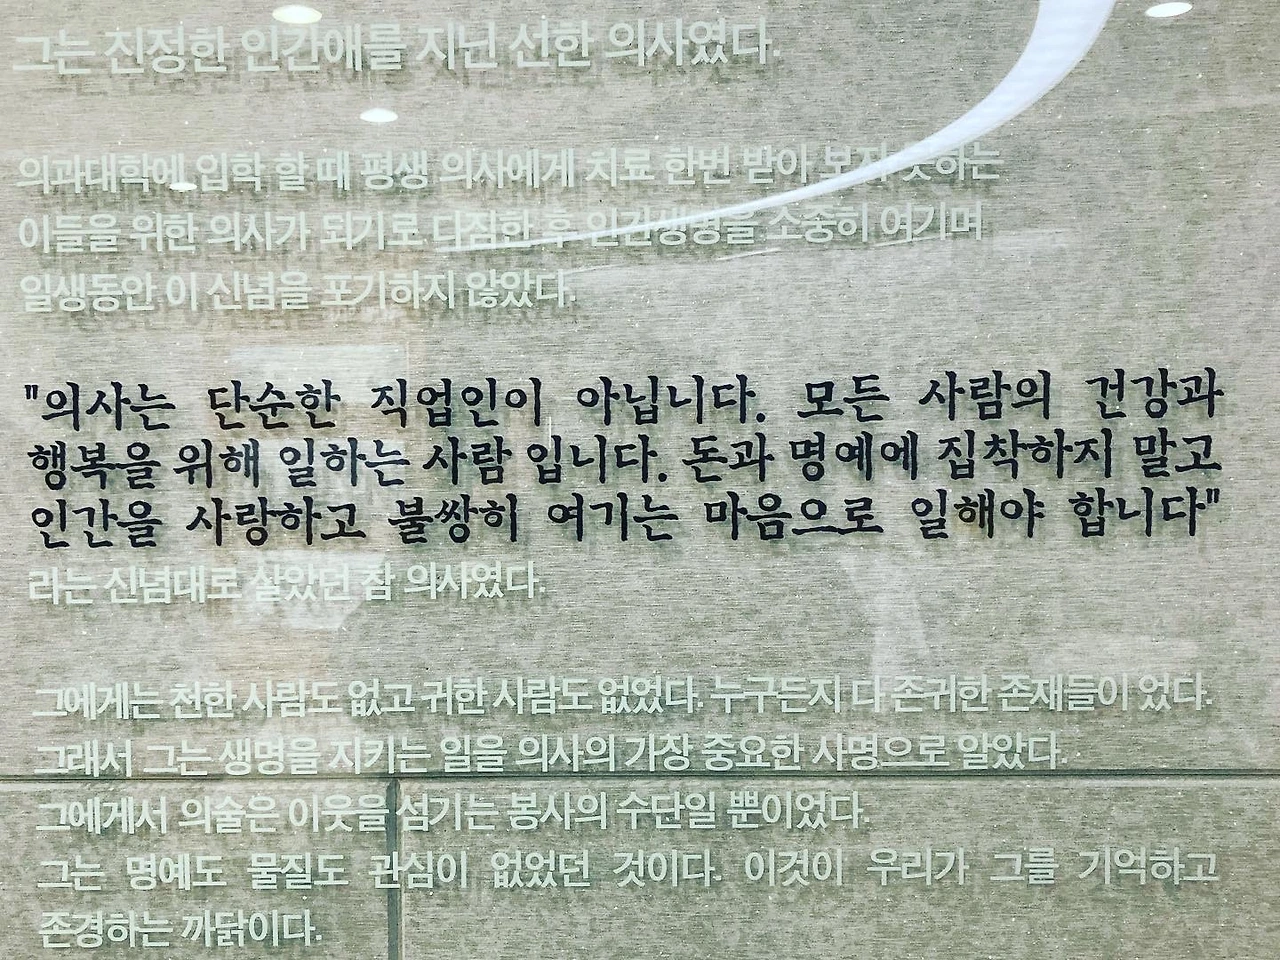 그는 진정한 인간애를 지닌 선한 의사였다.
의과대학에 입학 할 때 평생 의사에게 치료 한번 받아 보지 못하는
이들을 위한 의사가 되기로 다짐한 후 인간생명을 소중히 여기며
일생동안 이 신념을 포기하지 않았다.
"의사는 단순한 직업인이 아닙니다. 모든 사람의 건강과
행복을 위해 일하는 사람 입니다. 돈과 명예에 집착하지 말고
인간을 사랑하고 불쌍히 여기는 마음으로 일해야 합니다"
라는 신념대로 살았던 참 의사였다.
그에게는 천한 사람도 없고 귀한 사람도 없었다. 누구든지 다 존귀한 존재들이 었다.
그래서 그는 생명을 지키는 일을 의사의 가장 중요한 사명으로 알았다.
그에게서 의술은 이웃을 섬기는 봉사의 수단일 뿐이었다.
그는 명예도 물질도 관심이 없었던 것이다. 이것이 우리가 그를 기억하고
존경하는 까닭이다.